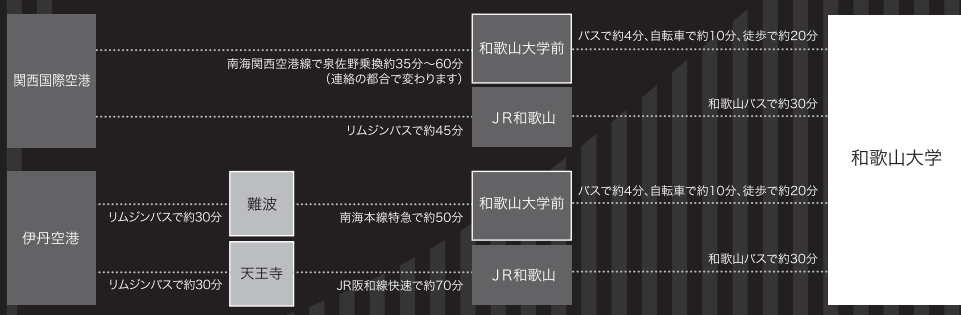 関西国際空港
南海関西空港線で泉佐野乗換約35分～60分
（連絡の都合で変わります）
和歌山大学前
バスで約4分、自転車で約10分、徒歩で約20分
リムジンバスで約45分
JR和歌山
和歌山バスで約30分
和歌山大学
伊丹空港
リムジンバスで約30分
難波
南海本線特急で約50分
和歌山大学前
バスで約4分、自転車で約10分、徒歩で約20分
リムジンバスで約30分
天王寺
JR阪和線快速で約70分
JR和歌山
和歌山バスで約30分